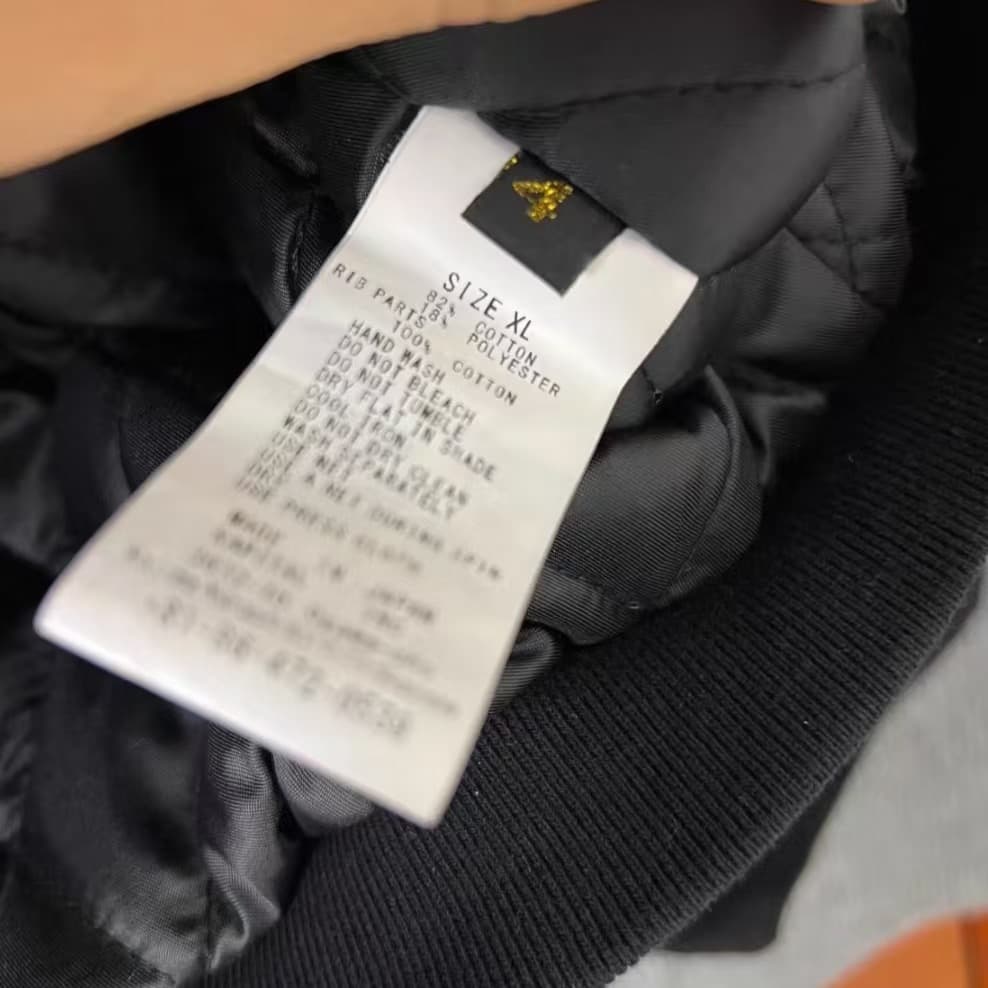 4
SIZE XL
82% COTTON
18% POLYESTER
RIB PARTS
100% COTTON
HAND WASH
DO NOT BLEACH
DO NOT TUMBLE
DRY FLAT IN SHADE
COOL IRON
DO NOT DRY CLEAN
WASH SEPARATELY
USE NET
USE PRESS CLOTH
MADE IN JAPAN